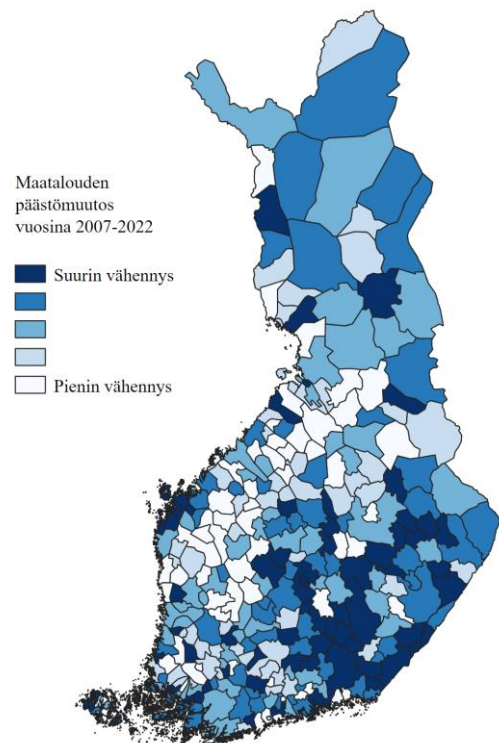 Maatalouden
päästömuutos
vuosina 2007-2022
Suurin vähennys
Pienin vähennys